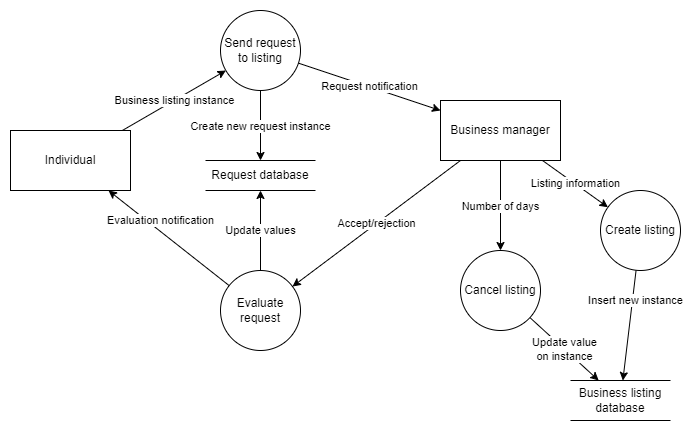 Send request
to listing
Request notification
Business listing instance
Create new request instance
Business manager
Individual
Request database
Listing information
Number of days
Evaluation notification
Update values
Accept/rejection
Create listing
Cancel listing
Evaluate
request
Insert new instance
Update value
on instance
Business listing
database